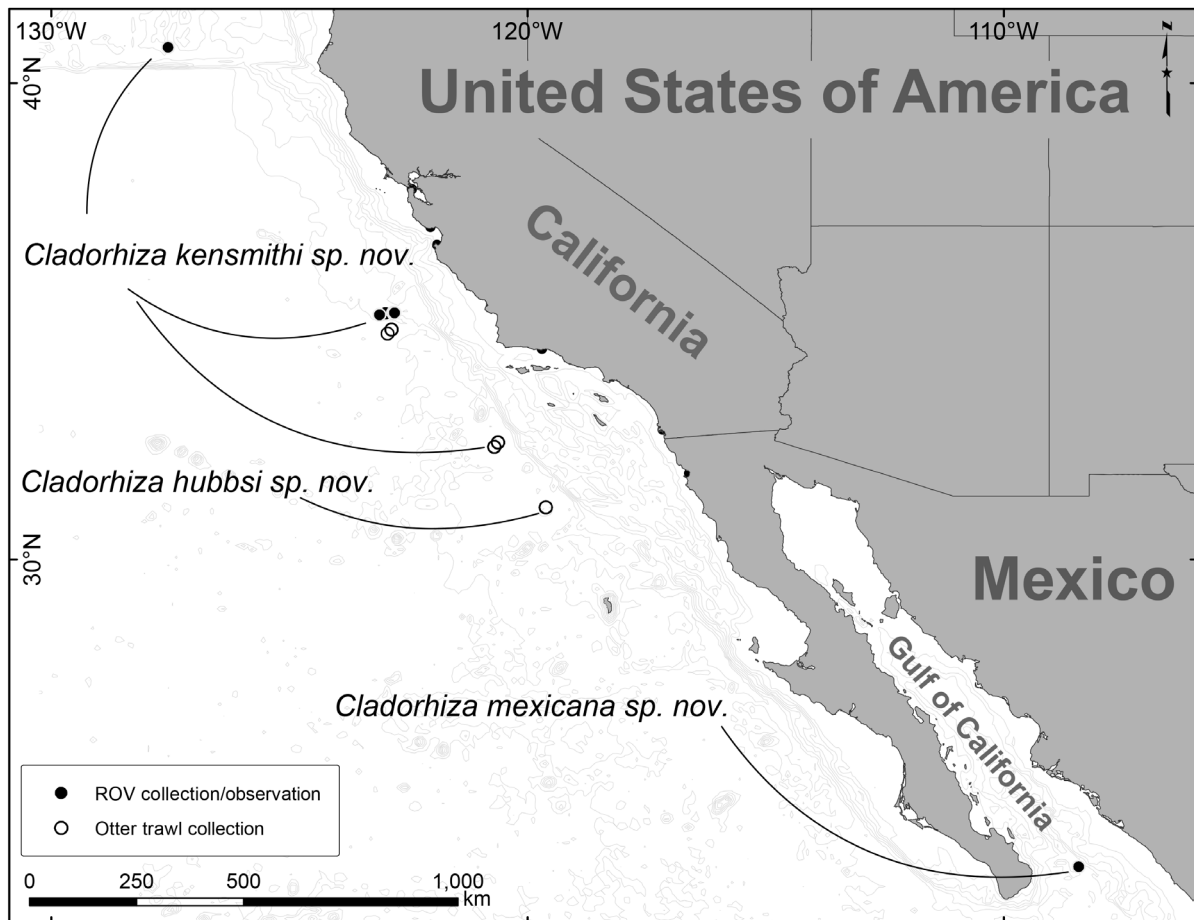 130°W
120°W
110°W
z
40°N
United States of America
California
Cladorhiza kensmithi sp. nov.
Cladorhiza hubbsi sp. nov.
30°N
Mexico
Gulf of California
Cladorhiza mexicana sp. nov.
ROV collection/observation
Otter trawl collection
0 250 500 1,000
km